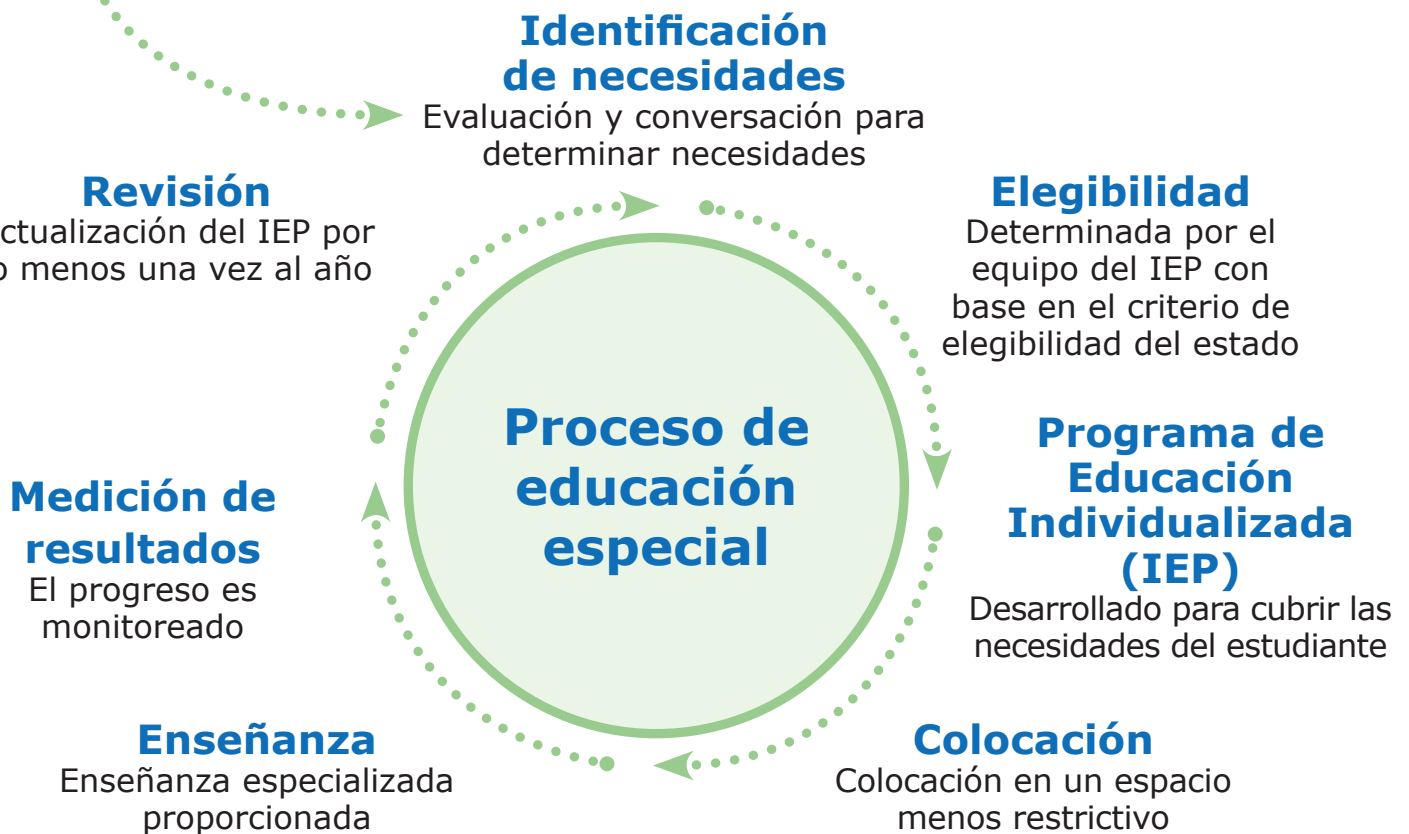 Identificación
de necesidades
Evaluación y conversación para
determinar necesidades
Elegibilidad
Determinada por el
equipo del IEP con
base en el criterio de
elegibilidad del estado
Programa de
Educación
Individualizada
(IEP)
Desarrollado para cubrir las
necesidades del estudiante
Colocación
Colocación en un espacio
menos restrictivo
Enseñanza
Enseñanza especializada
proporcionada
Medición de
resultados
El progreso es
monitoreado
Revisión
ctualización del IEP por
o menos una vez al año
Proceso de
educación
especial